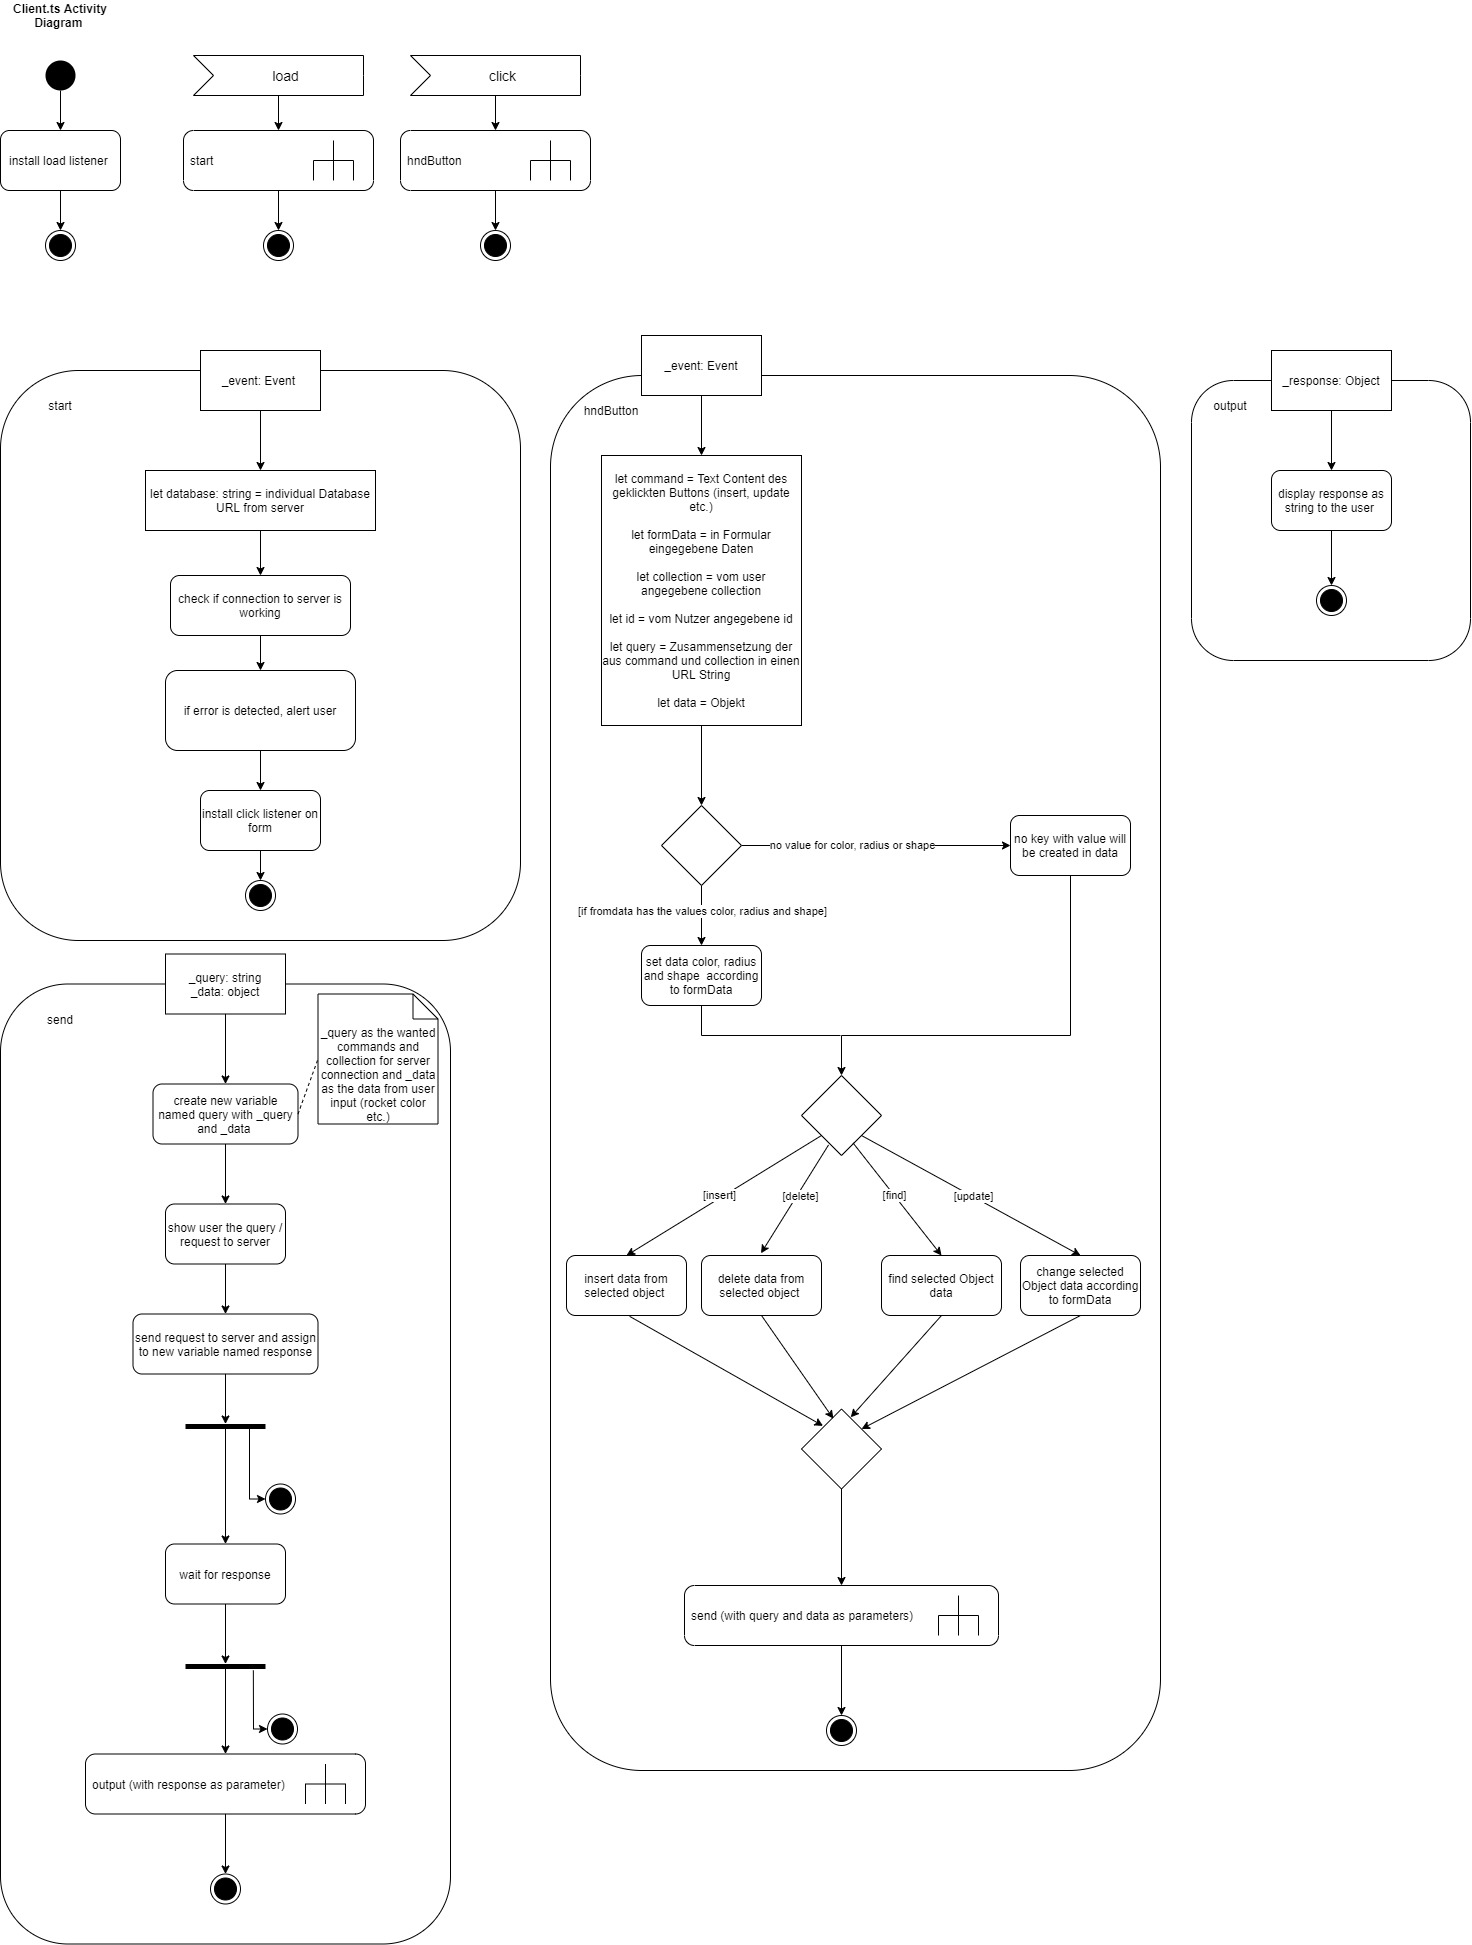 Client.ts Activity
Diagram
load
click
install load listener
start
hndButton
_event: Event
start
let database: string = individual Database
URL from server
check if connection to server is
working
if error is detected, alert user
install click listener on
form
_event: Event
hndButton
let command = Text Content des
geklickten Buttons (insert, update
etc.)
let formData = in Formular
eingegebene Daten
let collection = vom user
angegebene collection
let id = vom Nutzer angegebene id
let query = Zusammensetzung der
aus command und collection in einen
URL String
let data = Objekt
no value for color, radius or shape
no key with value will
be created in data
[if fromdata has the values color, radius and shape]
set data color, radius
and shape according
to formData
[insert]
[delete]
[find]
[update]
insert data from
selected object
delete data from
selected object
find selected Object
data
change selected
Object data according
to formData
send (with query and data as parameters)
_response: Object
output
display response as
string to the user
_query: string
_data: object
send
_query as the wanted
commands and
collection for server
connection and _data
as the data from user
input (rocket color
etc.)
create new variable
named query with _query
and _data
show user the query /
request to server
send request to server and assign
to new variable named response
wait for response
output (with response as parameter)